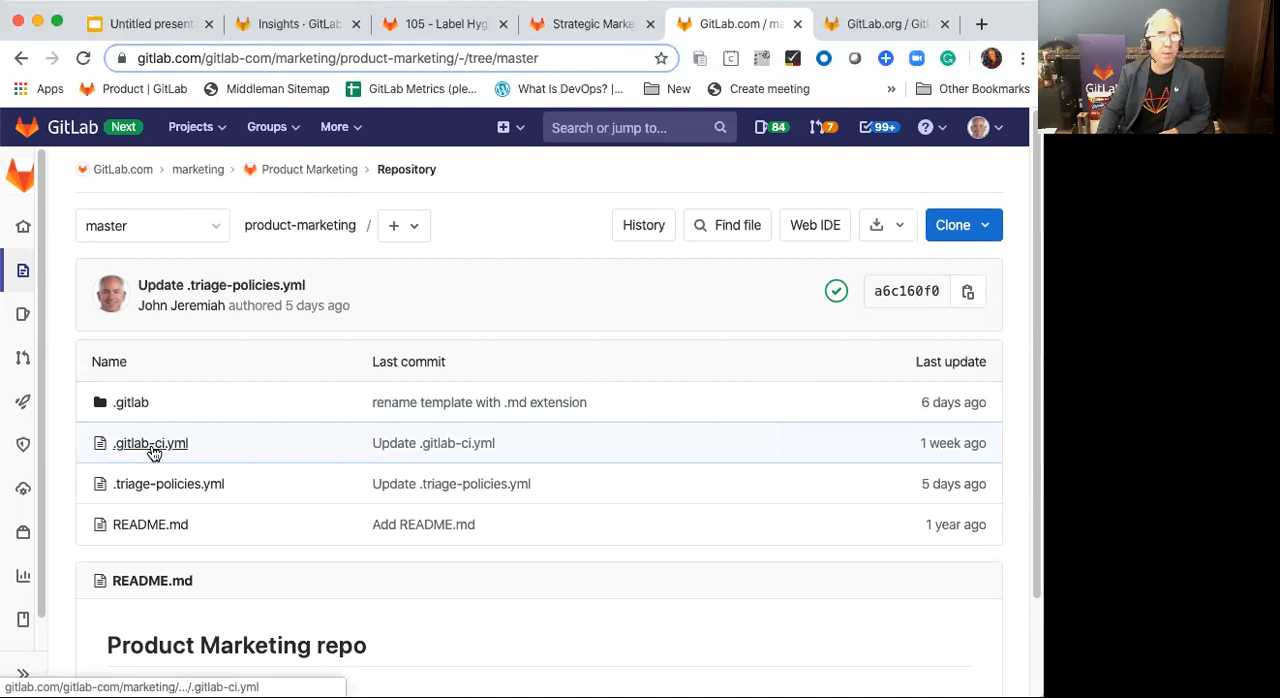 Untitled present
Insights · GitLab
105 - Label Hyg
Strategic Marke
GitLab.com / ma
GitLab.org / Git
gitlab.com/gitlab-com/marketing/product-marketing/-/tree/master
Apps
Product | GitLab
Middleman Sitemap
GitLab Metrics (ple...
What Is DevOps? |...
New
Create meeting
»
Other Bookmarks
GitLab Next Projects Groups More Search or jump to... 84 7 99+
GitLab.com > marketing > Product Marketing > Repository
master product-marketing / + History Find file Web IDE Clone
Update .triage-policies.yml
John Jeremiah authored 5 days ago
a6c160f0
Name Last commit Last update
.gitlab rename template with .md extension 6 days ago
.gitlab-ci.yml Update .gitlab-ci.yml 1 week ago
.triage-policies.yml Update .triage-policies.yml 5 days ago
README.md Add README.md 1 year ago
README.md
Product Marketing repo
gitlab.com/gitlab-com/marketing/.../.gitlab-ci.yml